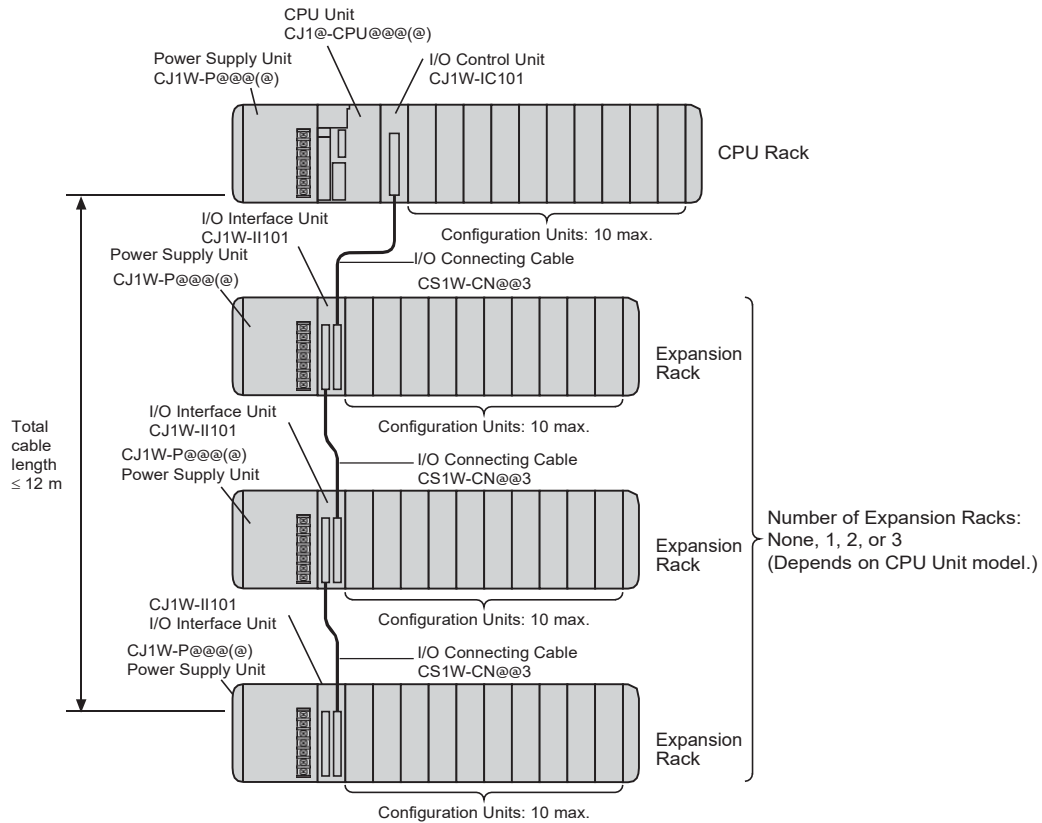 CPU Unit
CJ1@-CPU@@@(@)
Power Supply Unit
CJ1W-P@@@(@)
I/O Control Unit
CJ1W-IC101
CPU Rack
I/O Interface Unit
CJ1W-II101
Configuration Units: 10 max.
Power Supply Unit
CJ1W-P@@@(@)
I/O Connecting Cable
CS1W-CN@@3
Expansion
Rack
Configuration Units: 10 max.
I/O Interface Unit
CJ1W-II101
CJ1W-P@@@(@)
Power Supply Unit
I/O Connecting Cable
CS1W-CN@@3
Total
cable
length
≤ 12 m
Expansion
Rack
Number of Expansion Racks:
None, 1, 2, or 3
(Depends on CPU Unit model.)
Configuration Units: 10 max.
CJ1W-II101
I/O Interface Unit
CJ1W-P@@@(@)
Power Supply Unit
I/O Connecting Cable
CS1W-CN@@3
Expansion
Rack
Configuration Units: 10 max.